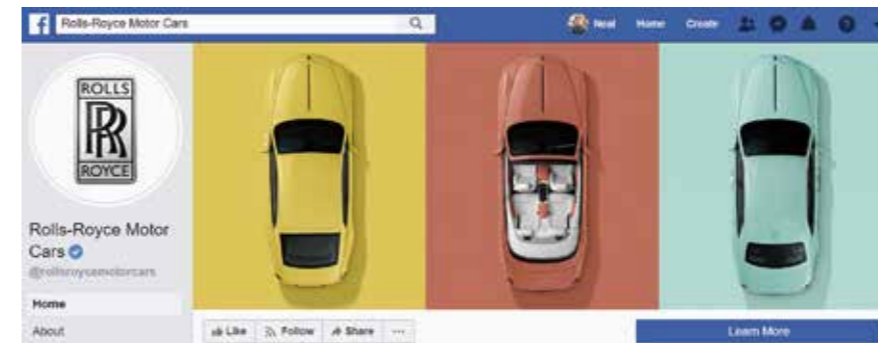 f Rolls-Royce Motor Cars
Neal Home Create
ROLLS
RR
ROYCE
Rolls-Royce Motor
Cars
@rollsroycemotorcars
Home
About
Like Follow Share ...
Learn More